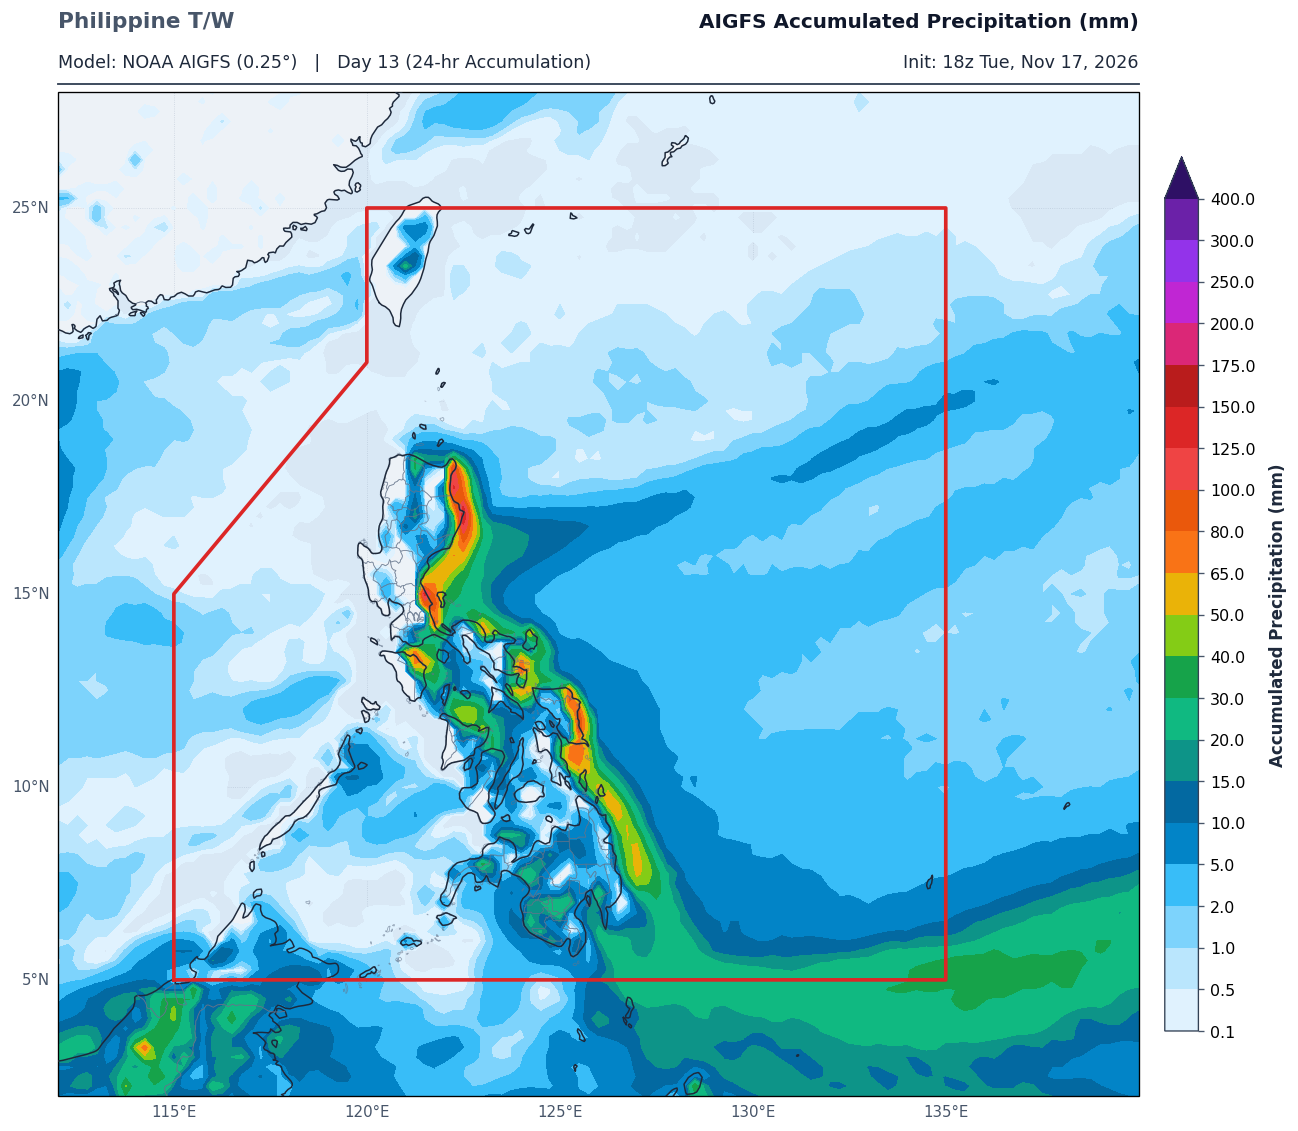 Philippine T/W
AIGFS Accumulated Precipitation (mm)
Model: NOAA AIGFS (0.25°)   |   Day 13 (24-hr Accumulation)
Init: 18z Tue, Nov 17, 2026
25°N
20°N
15°N
10°N
5°N
115°E
120°E
125°E
130°E
135°E
400.0
300.0
250.0
200.0
175.0
150.0
125.0
100.0
80.0
65.0
50.0
40.0
30.0
20.0
15.0
10.0
5.0
2.0
1.0
0.5
0.1
Accumulated Precipitation (mm)